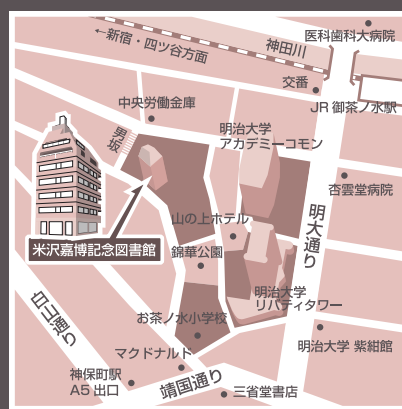 医科歯科大病院
←新宿・四ツ谷方面
神田川
交番
中央労働金庫
JR 御茶ノ水駅
男坂
明治大学
アカデミーコモン
杏雲堂病院
山の上ホテル
明大通り
米沢嘉博記念図書館
錦華公園
明治大学
リバティタワー
白山通り
お茶ノ水小学校
明治大学 紫紺館
マクドナルド
神保町駅
A5出口
靖国通り
三省堂書店